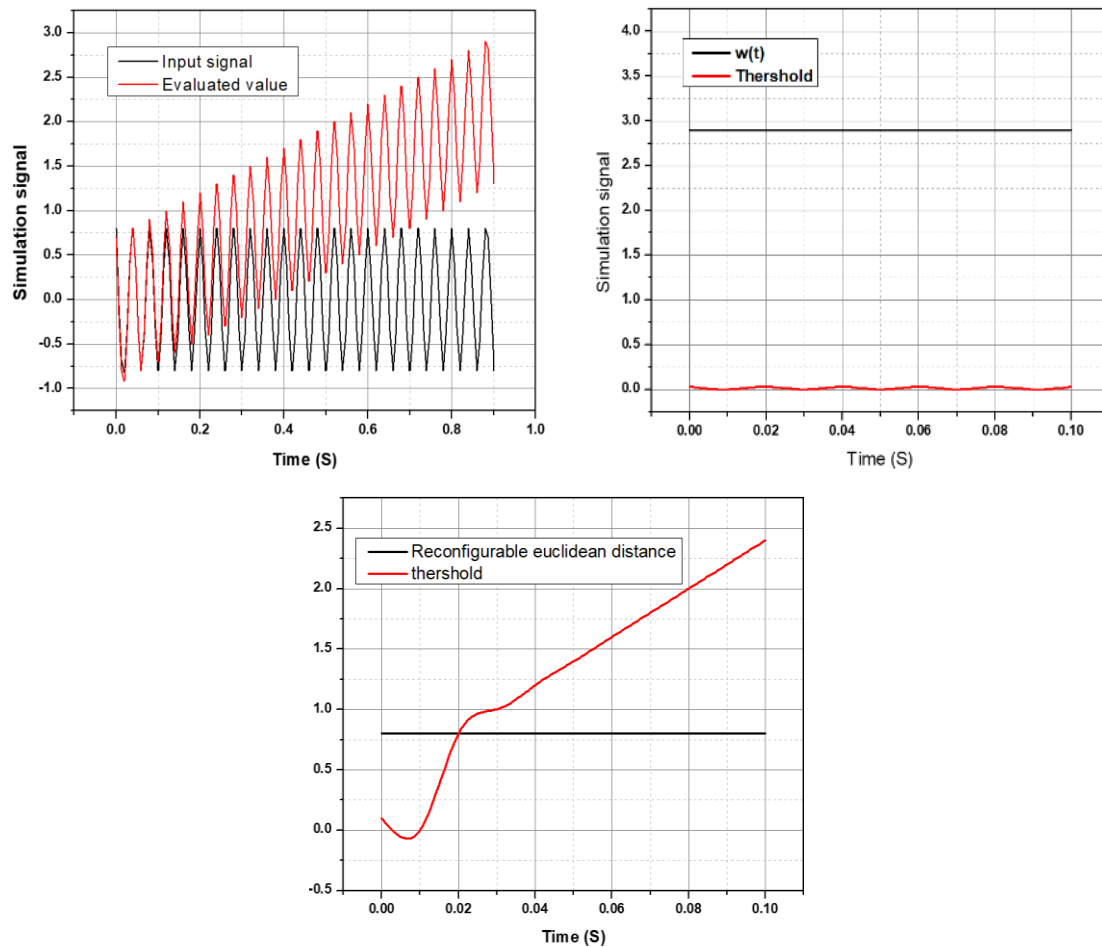 Simulation signal
3.0
2.5
2.0
1.5
1.0
0.5
0.0
-0.5
-1.0
Input signal
Evaluated value
0.0 0.2 0.4 0.6 0.8 1.0
Time (S)
Simulation signal
4.0
3.5
3.0
2.5
2.0
1.5
1.0
0.5
0.0
w(t)
Thershold
0.00 0.02 0.04 0.06 0.08 0.10
Time (S)
2.5
2.0
1.5
1.0
0.5
0.0
-0.5
Reconfigurable euclidean distance
thershold
0.00 0.02 0.04 0.06 0.08 0.10
Time (S)